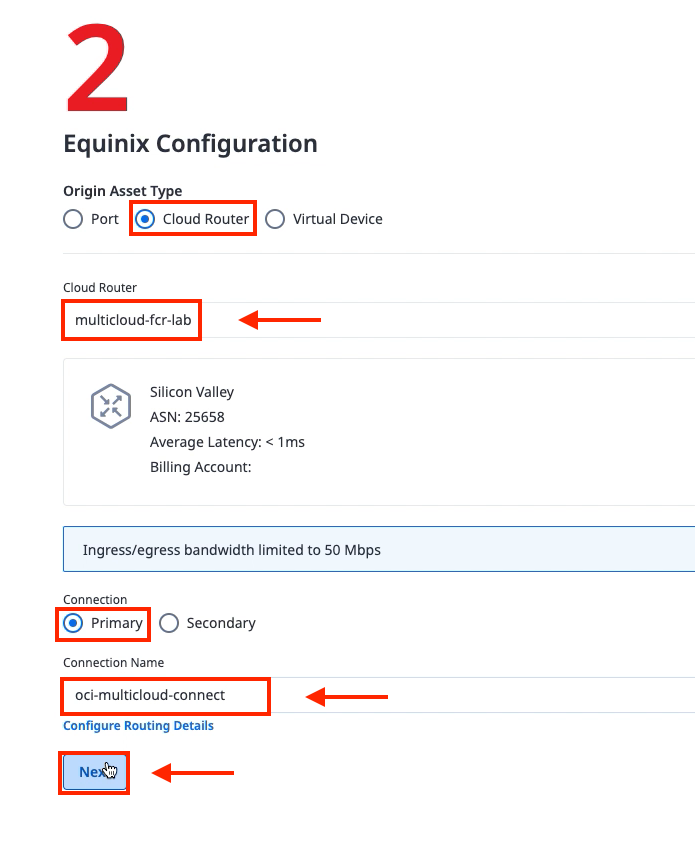 2
Equinix Configuration
Origin Asset Type
Port Cloud Router Virtual Device
Cloud Router
multicloud-fcr-lab
Silicon Valley
ASN: 25658
Average Latency: < 1ms
Billing Account:
Ingress/egress bandwidth limited to 50 Mbps
Connection
Primary Secondary
Connection Name
oci-multicloud-connect
Configure Routing Details